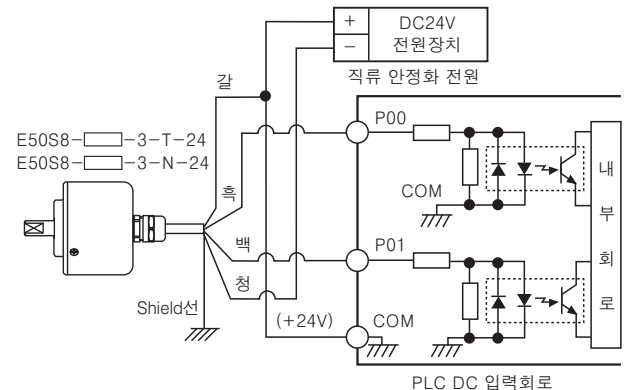 + DC24V
− 전원장치
직류 안정화 전원
갈
P00
E50S8-□-3-T-24
E50S8-□-3-N-24
흑
COM
내부회로
백
P01
청
Shield선
(+24V)
COM
PLC DC 입력회로